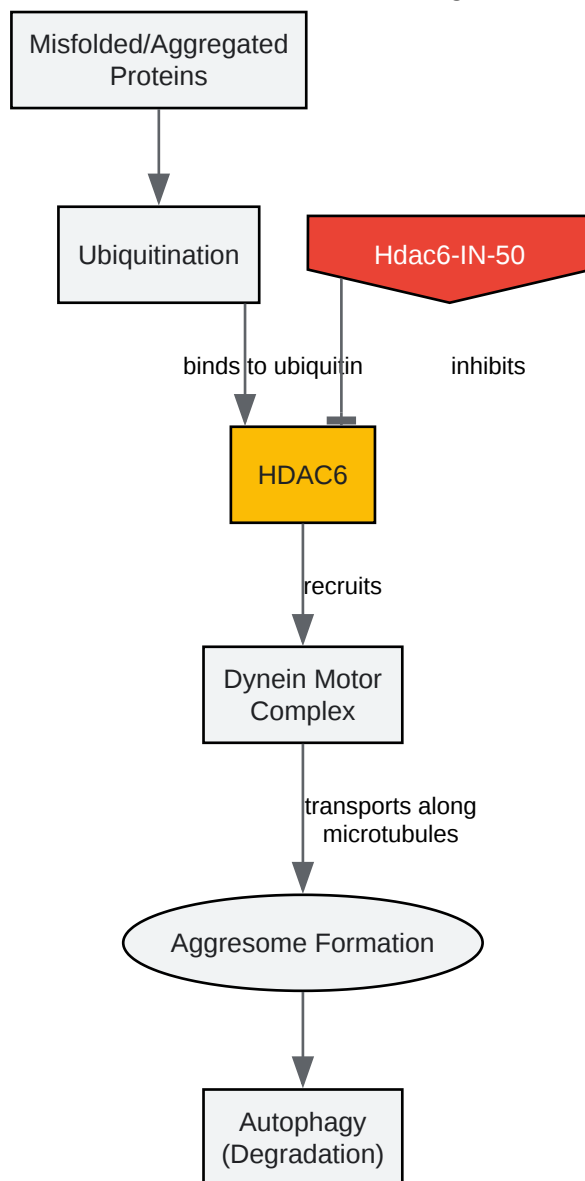 Misfolded/Aggregated
Proteins
Ubiquitination
Hdac6-IN-50
binds to ubiquitin
inhibits
HDAC6
recruits
Dynein Motor
Complex
transports along
microtubules
Aggresome Formation
Autophagy
(Degradation)